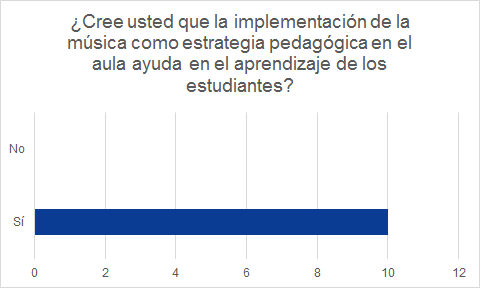 ¿Cree usted que la implementación de la
música como estrategia pedagógica en el
aula ayuda en el aprendizaje de los
estudiantes?
No
Sí
0 2 4 6 8 10 12